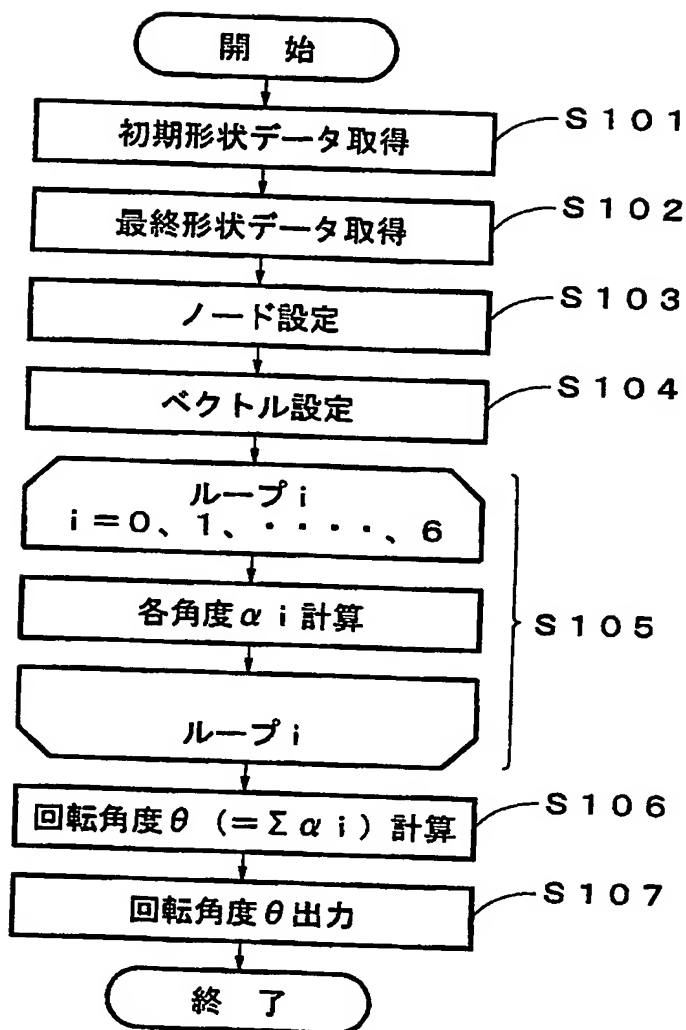 開 始
初期形状データ取得
S101
最終形状データ取得
S102
ノード設定
S103
ベクトル設定
S104
ループi
i=0、1、・・・・、6
各角度αi計算
S105
ループi
回転角度θ (=Σαi) 計算
S106
回転角度θ出力
S107
終 了